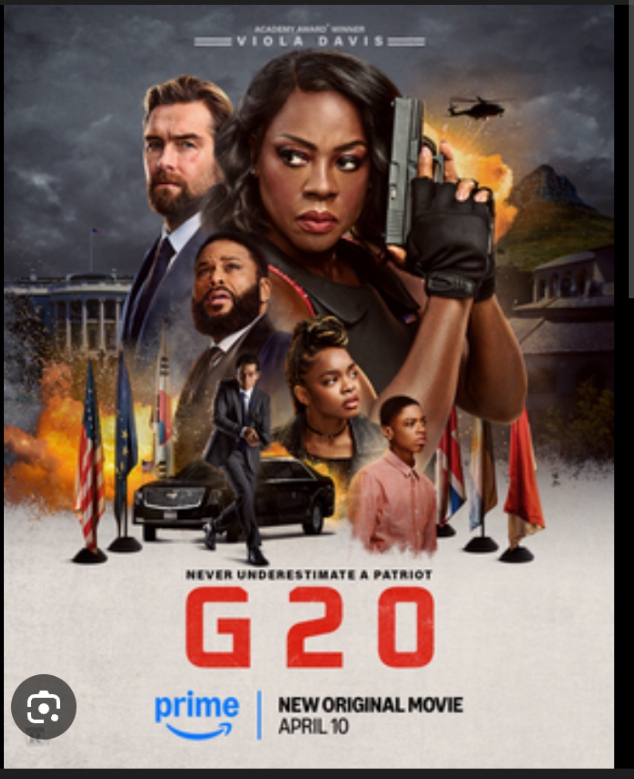 ACADEMY AWARD® WINNER
VIOLA DAVIS
NEVER UNDERESTIMATE A PATRIOT
G20
prime
NEW ORIGINAL MOVIE
APRIL 10